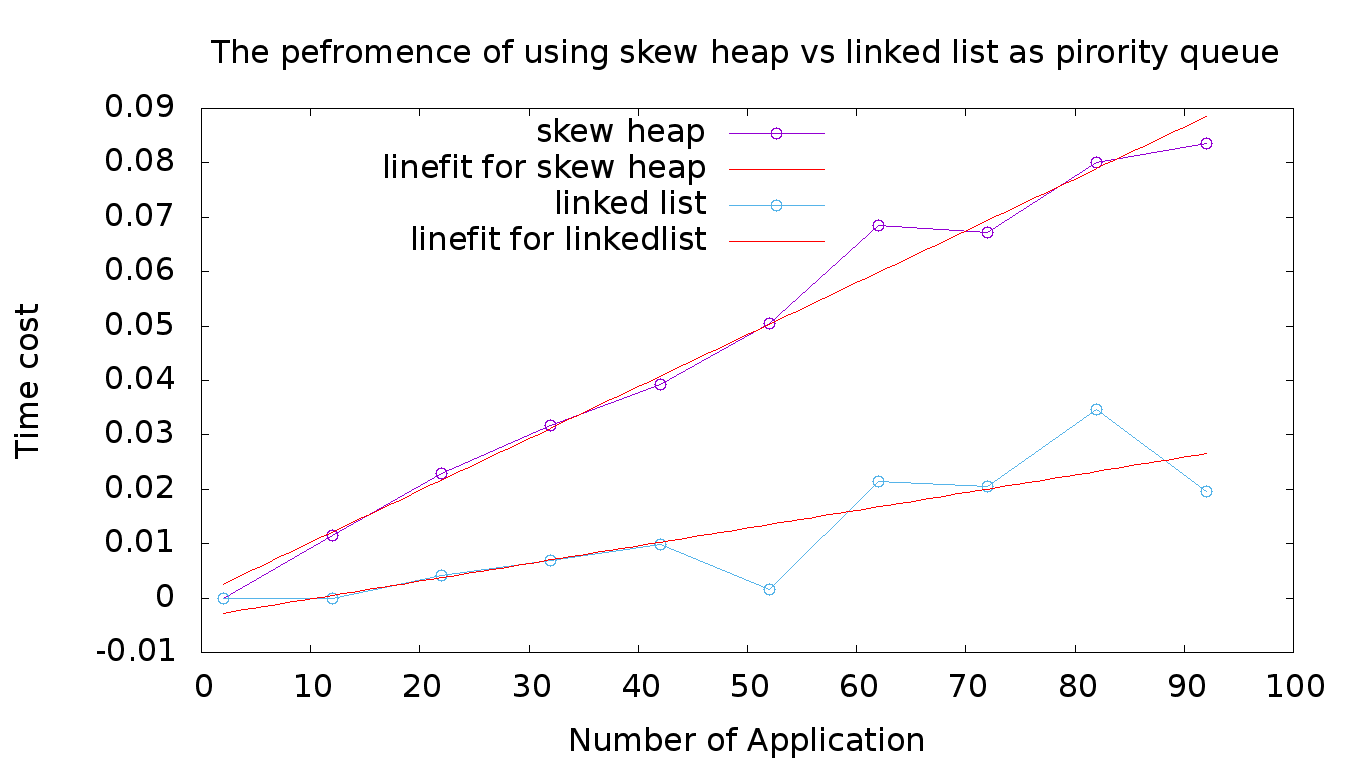 The pefromence of using skew heap vs linked list as pirority queue
0.09
0.08
0.07
0.06
0.05
0.04
0.03
0.02
0.01
0
-0.01
Time cost
skew heap
linefit for skew heap
linked list
linefit for linkedlist
0 10 20 30 40 50 60 70 80 90 100
Number of Application